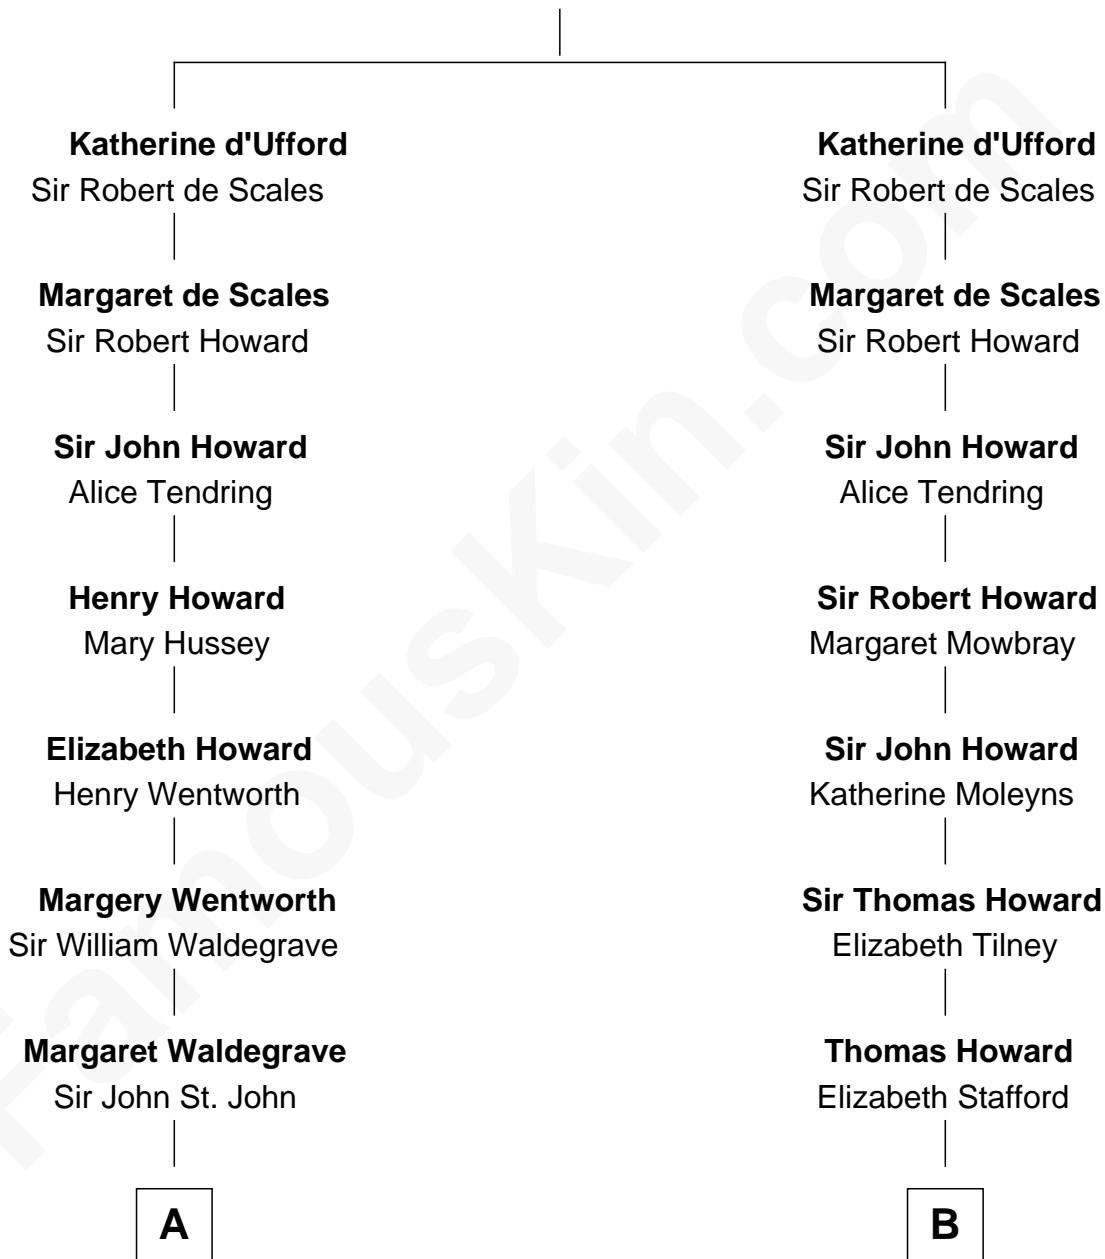 Katherine d'Ufford
Sir Robert de Scales
Margaret de Scales
Sir Robert Howard
Sir John Howard
Alice Tendring
Henry Howard
Mary Hussey
Elizabeth Howard
Henry Wentworth
Margery Wentworth
Sir William Waldegrave
Margaret Waldegrave
Sir John St. John
A
Katherine d'Ufford
Sir Robert de Scales
Margaret de Scales
Sir Robert Howard
Sir John Howard
Alice Tendring
Sir Robert Howard
Margaret Mowbray
Sir John Howard
Katherine Moleyns
Sir Thomas Howard
Elizabeth Tilney
Thomas Howard
Elizabeth Stafford
B
FamousKin.com